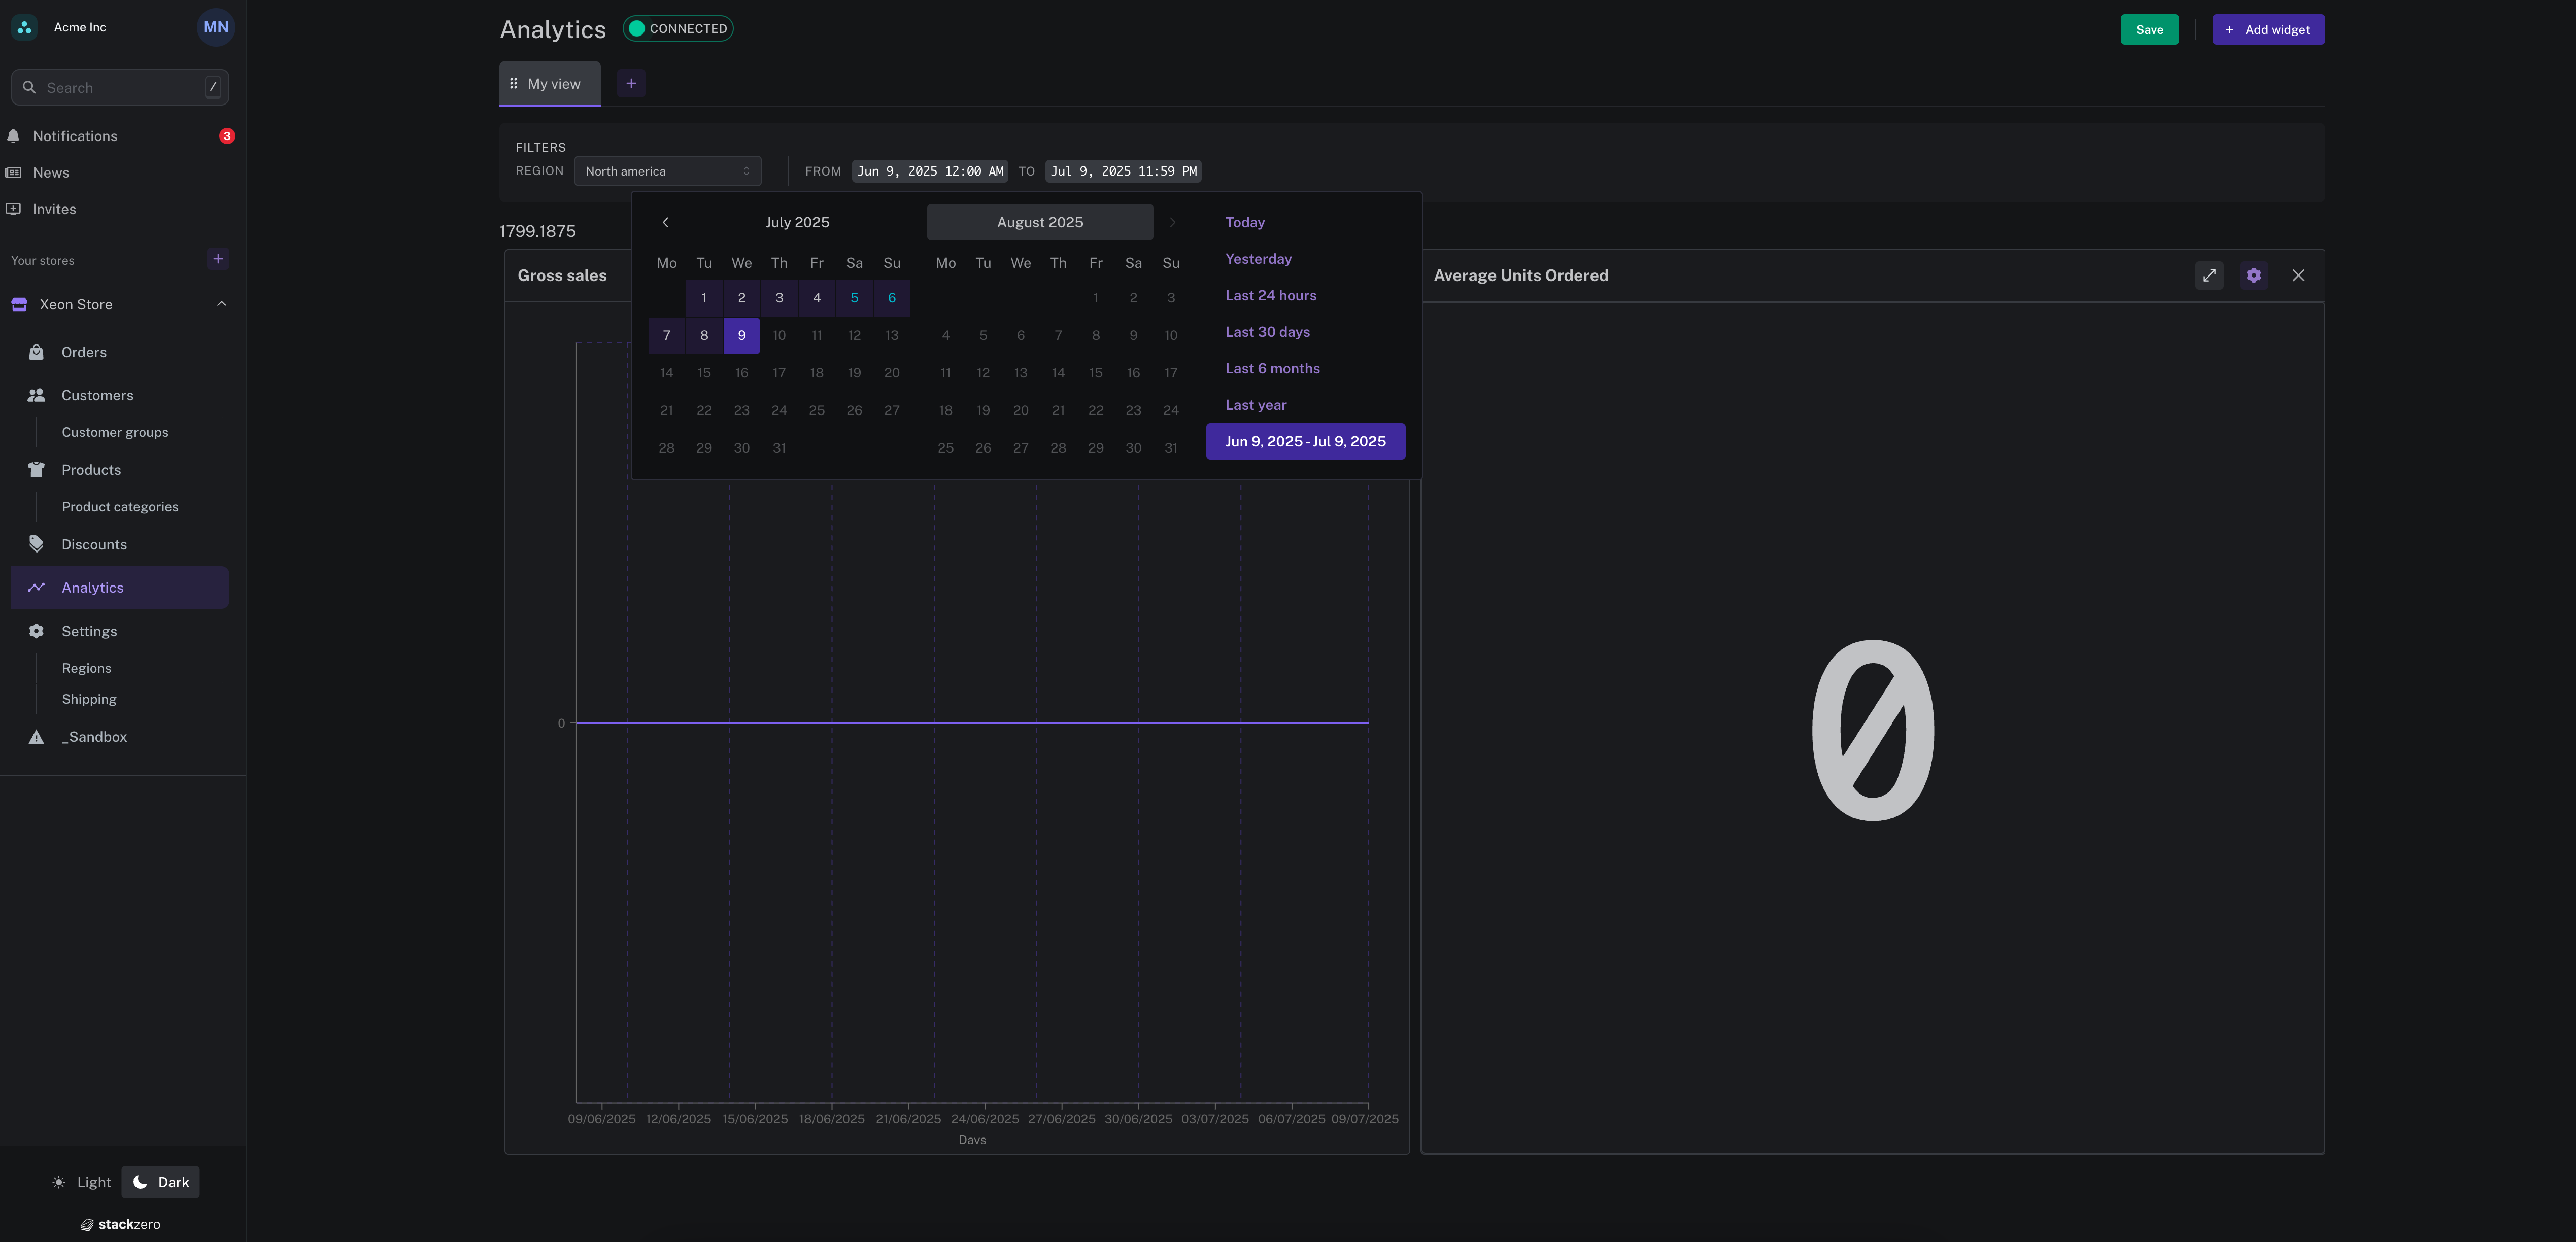 Acme Inc
MN
Search /
Notifications 3
News
Invites
Your stores +
Xeon Store
Orders
Customers
Customer groups
Products
Product categories
Discounts
Analytics
Settings
Regions
Shipping
_Sandbox
Light Dark
stackzero
Analytics CONNECTED
Save + Add widget
My view +
FILTERS
REGION North america FROM Jun 9, 2025 12:00 AM TO Jul 9, 2025 11:59 PM
1799.1875
July 2025
Mo Tu We Th Fr Sa Su
1 2 3 4 5 6
7 8 9 10 11 12 13
14 15 16 17 18 19 20
21 22 23 24 25 26 27
28 29 30 31
August 2025
Mo Tu We Th Fr Sa Su
1 2 3
4 5 6 7 8 9 10
11 12 13 14 15 16 17
18 19 20 21 22 23 24
25 26 27 28 29 30 31
Today
Yesterday
Last 24 hours
Last 30 days
Last 6 months
Last year
Jun 9, 2025 - Jul 9, 2025
Gross sales
0
09/06/2025 12/06/2025 15/06/2025 18/06/2025 21/06/2025 24/06/2025 27/06/2025 30/06/2025 03/07/2025 06/07/2025 09/07/2025
Days
Average Units Ordered
0